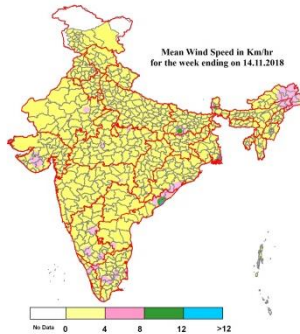 Mean Wind Speed in Km/hr
for the week ending on 14.11.2018
No Data 0 4 8 12 >12